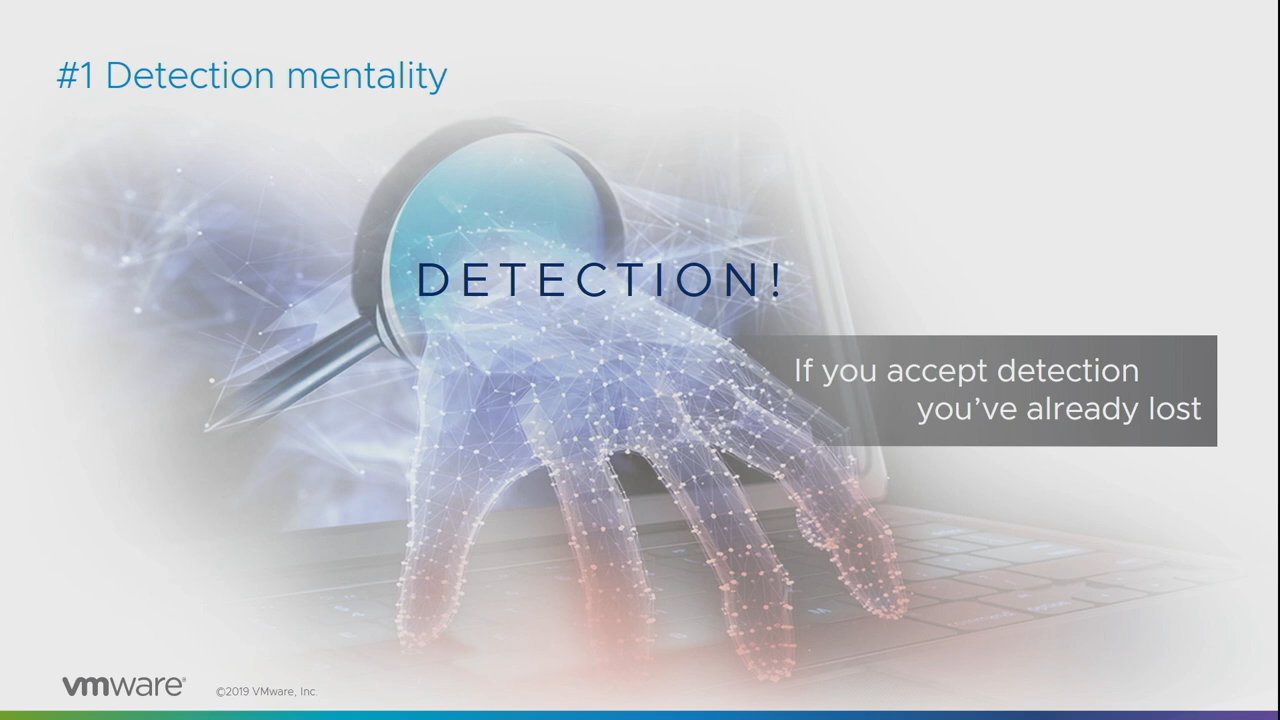 #1 Detection mentality
DETECTION!
If you accept detection
you've already lost
vmware®
©2019 VMware, Inc.